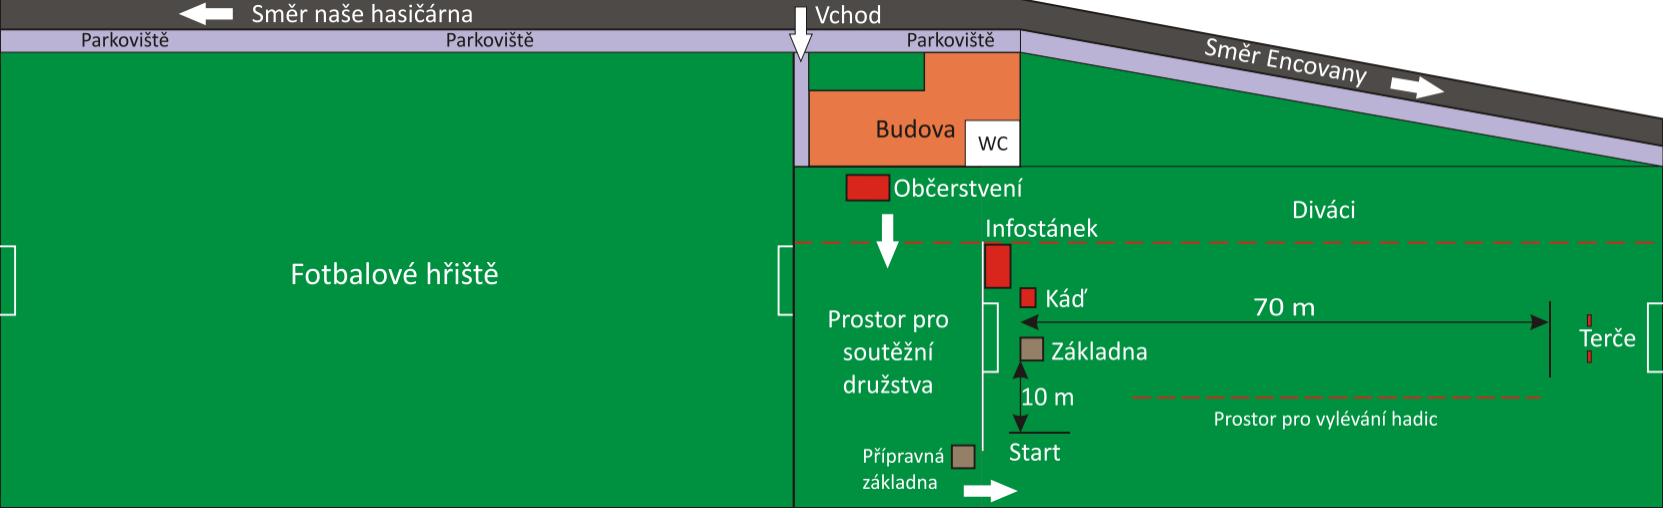 Směr naše hasičárna
Vchod
Parkoviště
Parkoviště
Parkoviště
Směr Encovany
Budova
WC
Občerstvení
Diváci
Infostánek
Fotbalové hřiště
Káď
70 m
Prostor pro
soutěžní
družstva
Základna
Terče
10 m
Prostor pro vylévání hadic
Start
Přípravná
základna